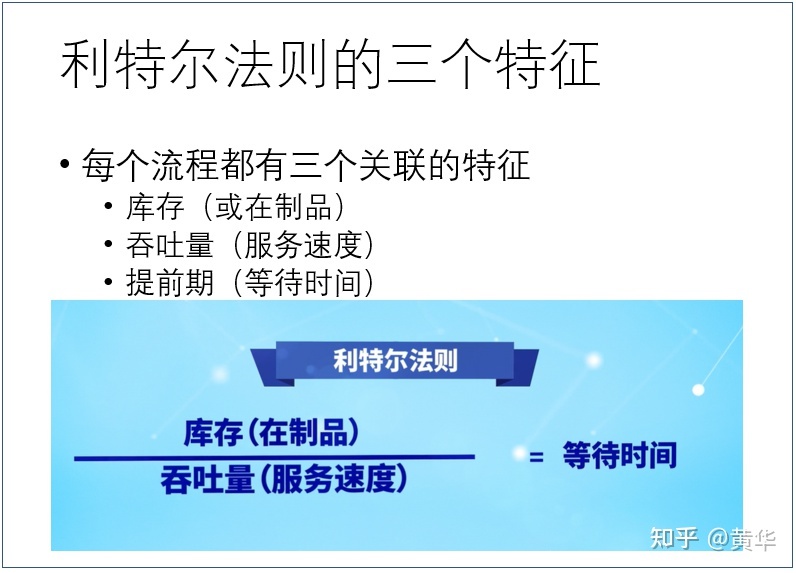 利特尔法则的三个特征
• 每个流程都有三个关联的特征
• 库存（或在制品）
• 吞吐量（服务速度）
• 提前期（等待时间）
利特尔法则
库存(在制品)
吞吐量(服务速度)
= 等待时间
知乎 @黄华